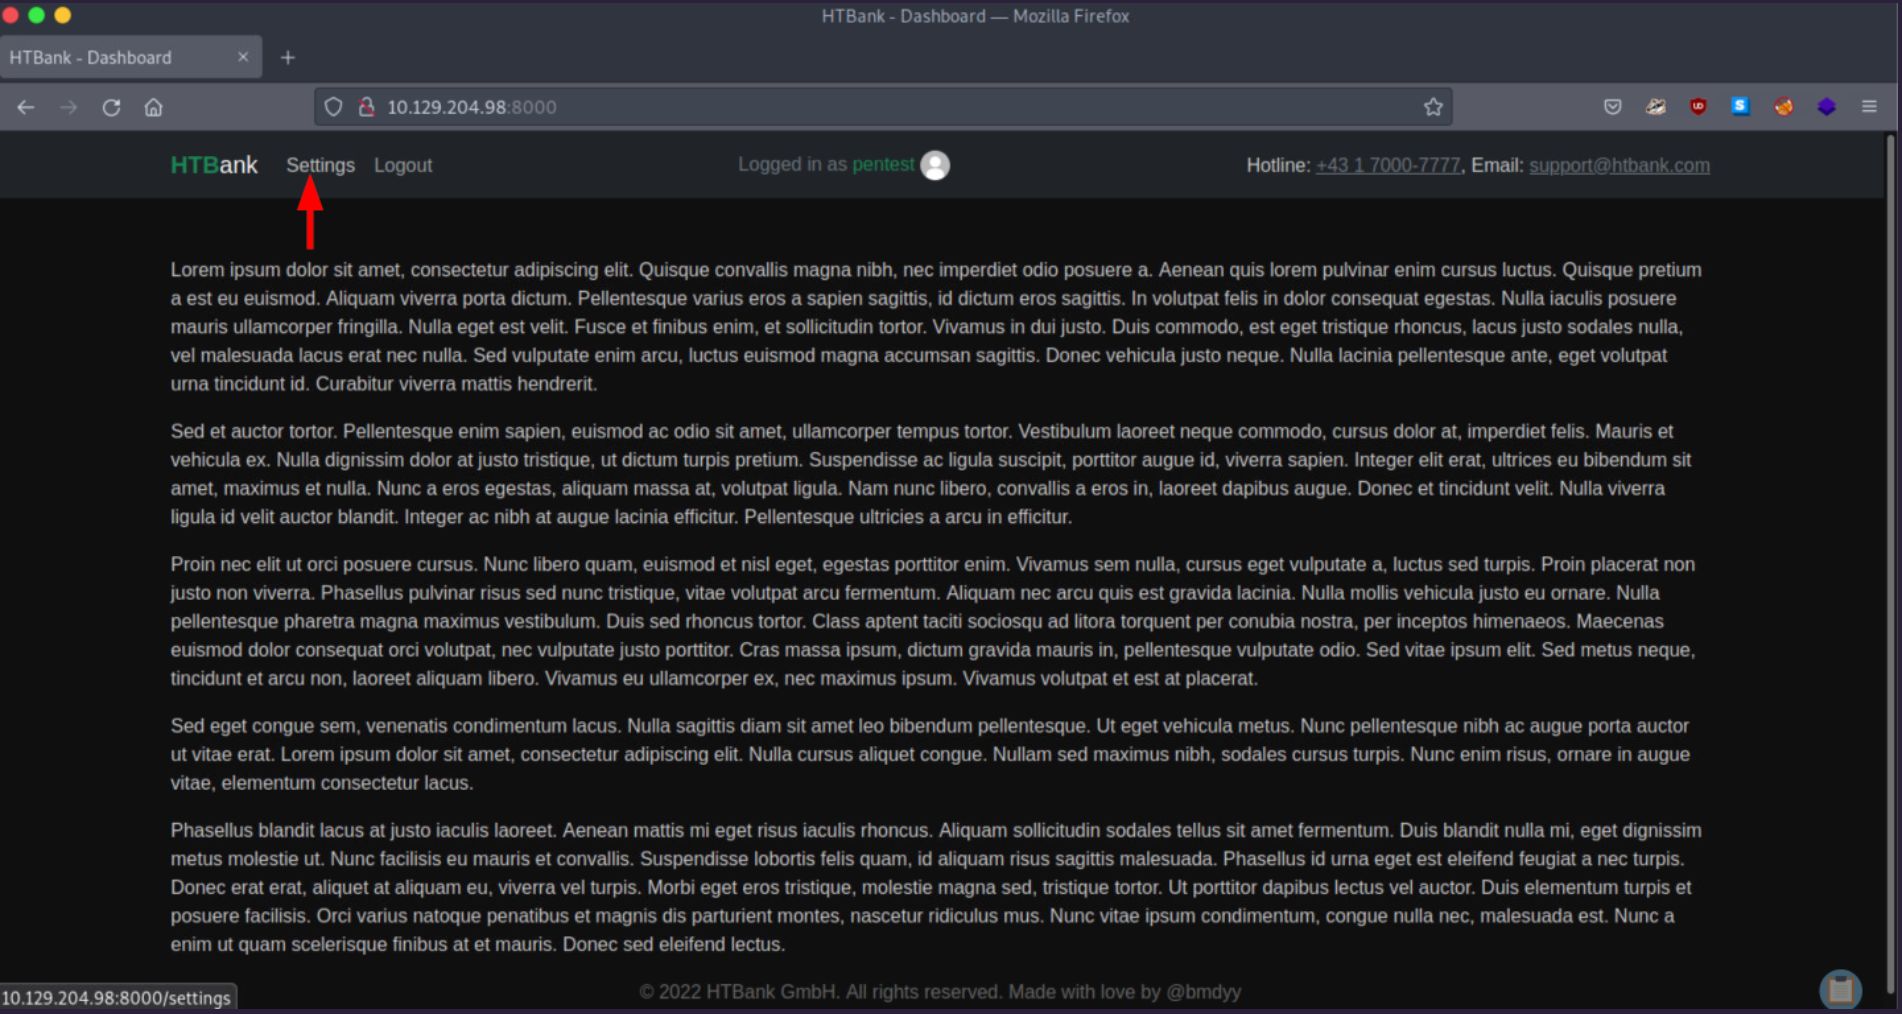 HTBank - Dashboard — Mozilla Firefox
HTBank - Dashboard
10.129.204.98:8000
HTBank Settings Logout Logged in as pentest Hotline: +43 1 7000-7777, Email: support@htbank.com
Lorem ipsum dolor sit amet, consectetur adipiscing elit. Quisque convallis magna nibh, nec imperdiet odio posuere a. Aenean quis lorem pulvinar enim cursus luctus. Quisque pretium
a est eu euismod. Aliquam viverra porta dictum. Pellentesque varius eros a sapien sagittis, id dictum eros sagittis. In volutpat felis in dolor consequat egestas. Nulla iaculis posuere
mauris ullamcorper fringilla. Nulla eget est velit. Fusce et finibus enim, et sollicitudin tortor. Vivamus in dui justo. Duis commodo, est eget tristique rhoncus, lacus justo sodales nulla,
vel malesuada lacus erat nec nulla. Sed vulputate enim arcu, luctus euismod magna accumsan sagittis. Donec vehicula justo neque. Nulla lacinia pellentesque ante, eget volutpat
urna tincidunt id. Curabitur viverra mattis hendrerit.
Sed et auctor tortor. Pellentesque enim sapien, euismod ac odio sit amet, ullamcorper tempus tortor. Vestibulum laoreet neque commodo, cursus dolor at, imperdiet felis. Mauris et
vehicula ex. Nulla dignissim dolor at justo tristique, ut dictum turpis pretium. Suspendisse ac ligula suscipit, porttitor augue id, viverra sapien. Integer elit erat, ultrices eu bibendum sit
amet, maximus et nulla. Nunc a eros egestas, aliquam massa at, volutpat ligula. Nam nunc libero, convallis a eros in, laoreet dapibus augue. Donec et tincidunt velit. Nulla viverra
ligula id velit auctor blandit. Integer ac nibh at augue lacinia efficitur. Pellentesque ultricies a arcu in efficitur.
Proin nec elit ut orci posuere cursus. Nunc libero quam, euismod et nisl eget, egestas porttitor enim. Vivamus sem nulla, cursus eget vulputate a, luctus sed turpis. Proin placerat non
justo non viverra. Phasellus pulvinar risus sed nunc tristique, vitae volutpat arcu fermentum. Aliquam nec arcu quis est gravida lacinia. Nulla mollis vehicula justo eu ornare. Nulla
pellentesque pharetra magna maximus vestibulum. Duis sed rhoncus tortor. Class aptent taciti sociosqu ad litora torquent per conubia nostra, per inceptos himenaeos. Maecenas
euismod dolor consequat orci volutpat, nec vulputate justo porttitor. Cras massa ipsum, dictum gravida mauris in, pellentesque vulputate odio. Sed vitae ipsum elit. Sed metus neque,
tincidunt et arcu non, laoreet aliquam libero. Vivamus eu ullamcorper ex, nec maximus ipsum. Vivamus volutpat et est at placerat.
Sed eget congue sem, venenatis condimentum lacus. Nulla sagittis diam sit amet leo bibendum pellentesque. Ut eget vehicula metus. Nunc pellentesque nibh ac augue porta auctor
ut vitae erat. Lorem ipsum dolor sit amet, consectetur adipiscing elit. Nulla cursus aliquet congue. Nullam sed maximus nibh, sodales cursus turpis. Nunc enim risus, ornare in augue
vitae, elementum consectetur lacus.
Phasellus blandit lacus at justo iaculis laoreet. Aenean mattis mi eget risus iaculis rhoncus. Aliquam sollicitudin sodales tellus sit amet fermentum. Duis blandit nulla mi, eget dignissim
metus molestie ut. Nunc facilisis eu mauris et convallis. Suspendisse lobortis felis quam, id aliquam risus sagittis malesuada. Phasellus id urna eget est eleifend feugiat a nec turpis.
Donec erat erat, aliquet at aliquam eu, viverra vel turpis. Morbi eget eros tristique, molestie magna sed, tristique tortor. Ut porttitor dapibus lectus vel auctor. Duis elementum turpis et
posuere facilisis. Orci varius natoque penatibus et magnis dis parturient montes, nascetur ridiculus mus. Nunc vitae ipsum condimentum, congue nulla nec, malesuada est. Nunc a
enim ut quam scelerisque finibus at et mauris. Donec sed eleifend lectus.
© 2022 HTBank GmbH. All rights reserved. Made with love by @bmdyy
10.129.204.98:8000/settings